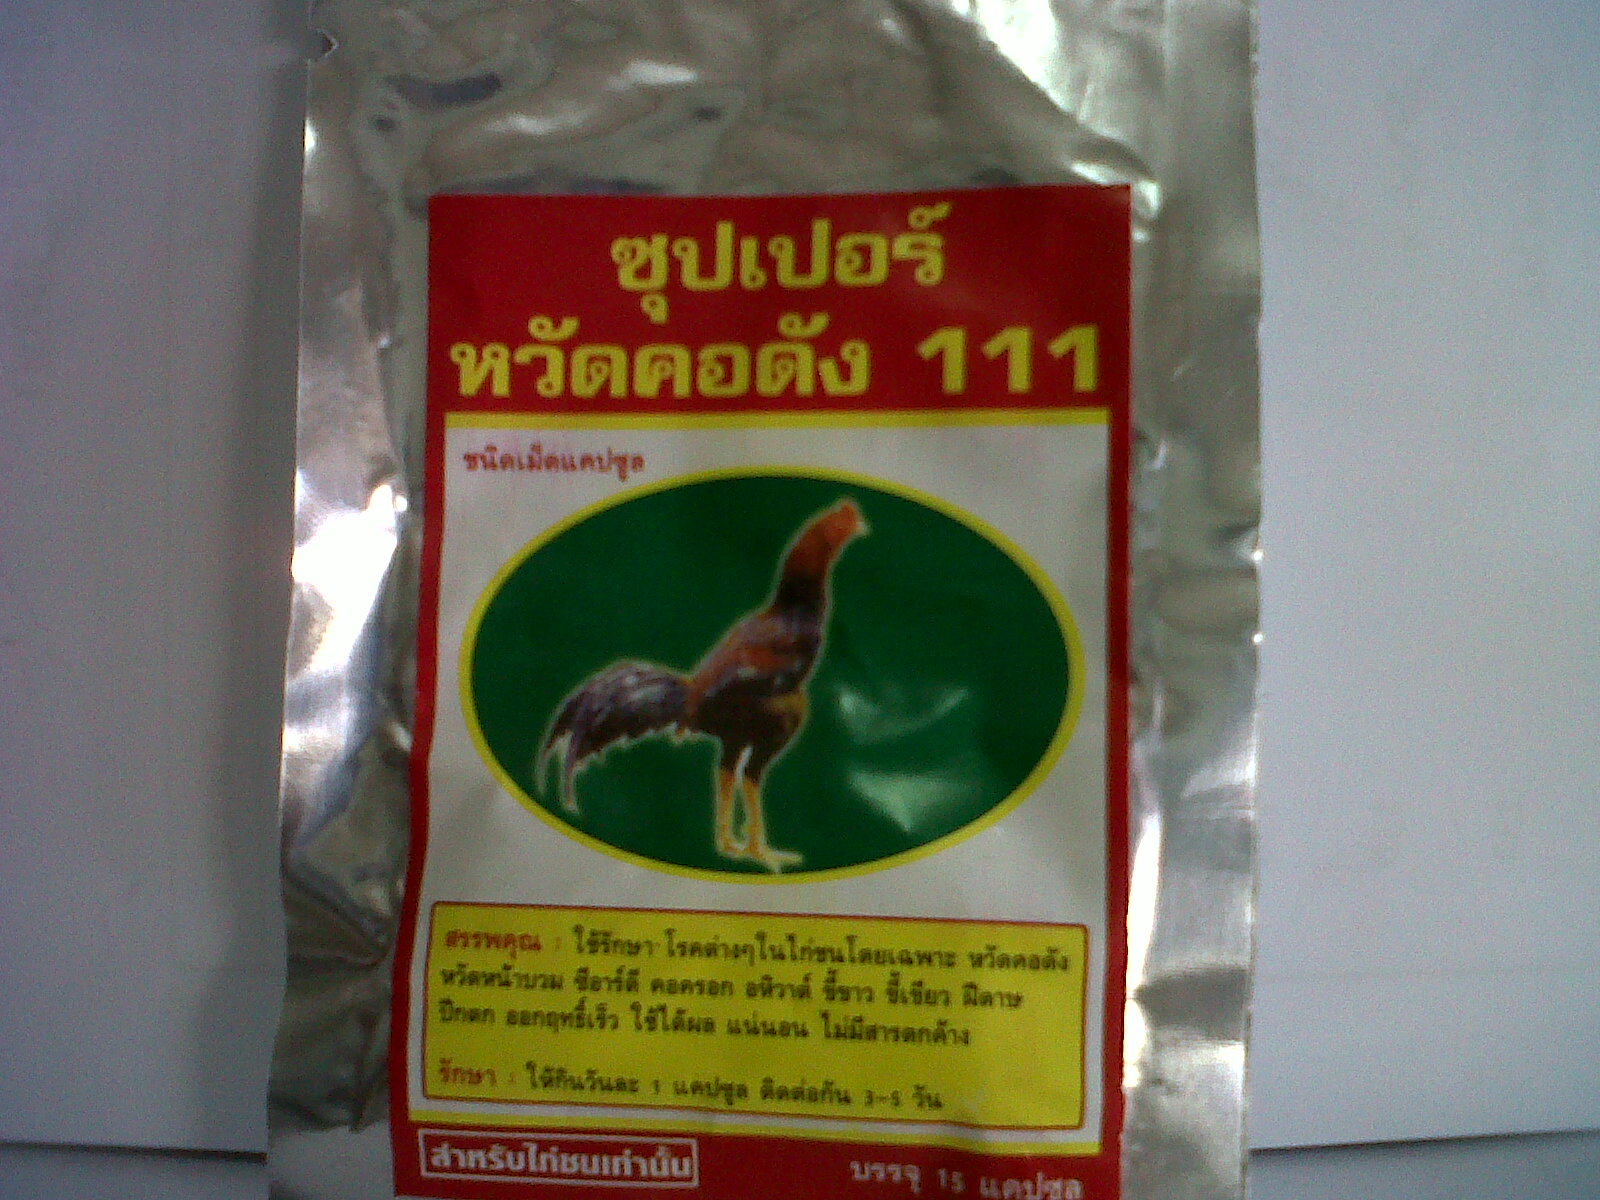 ซุปเปอร์
หวัดคอดัง 111
ชนิดเม็ดแคปซูล
สรรพคุณ : ใช้รักษา โรคต่างๆในไก่ชนโดยเฉพาะ หวัดคอดัง
หวัดหน้าบวม ซีอาร์ดี คอครอก อหิวาต์ ขี้ขาว ขี้เขียว ฝีดาษ
ปีกตก ออกฤทธิ์เร็ว ใช้ได้ผล แน่นอน ไม่มีสารตกค้าง
รักษา : ให้กินวันละ 1 แคปซูล ติดต่อกัน 3-5 วัน
สำหรับไก่ชนเท่านั้น
บรรจุ 15 แคปซูล